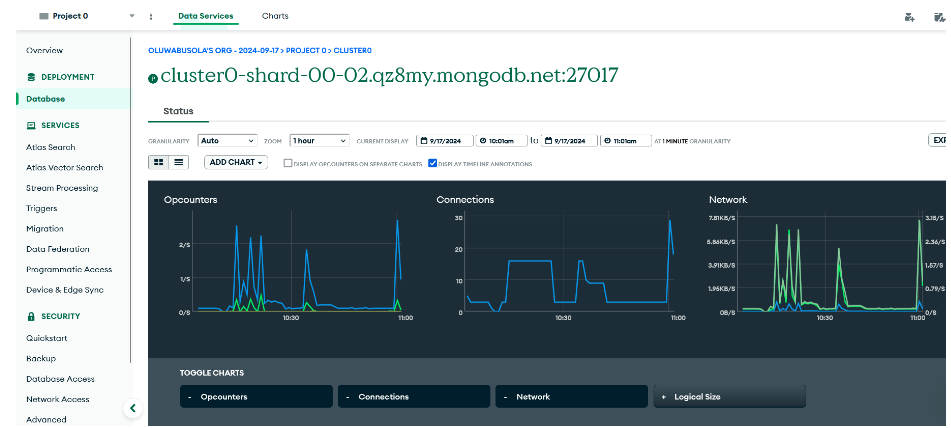 Project 0
Data Services
Charts
Overview
DEPLOYMENT
Database
SERVICES
Atlas Search
Atlas Vector Search
Stream Processing
Triggers
Migration
Data Federation
Programmatic Access
Device & Edge Sync
SECURITY
Quickstart
Backup
Database Access
Network Access
Advanced
OLUWABUSOLA'S ORG - 2024-09-17 > PROJECT 0 > CLUSTER0
cluster0-shard-00-02.qz8my.mongodb.net:27017
Status
GRANULARITY Auto ZOOM 1 hour CURRENT DISPLAY 9/17/2024 10:01am to 9/17/2024 11:01am AT 1 MINUTE GRANULARITY
ADD CHART DISPLAY OPCOUNTERS ON SEPARATE CHARTS DISPLAY TIMELINE ANNOTATIONS
Opcounters
2/S
1/S
0/S
10:30 11:00
Connections
30
20
10
0
10:30 11:00
Network
7.81KB/S 3.15/S
5.86KB/S 2.36/S
3.91KB/S 1.57/S
1.95KB/S 0.79/S
0B/S 0/S
10:30 11:00
TOGGLE CHARTS
- Opcounters
- Connections
- Network
+ Logical Size